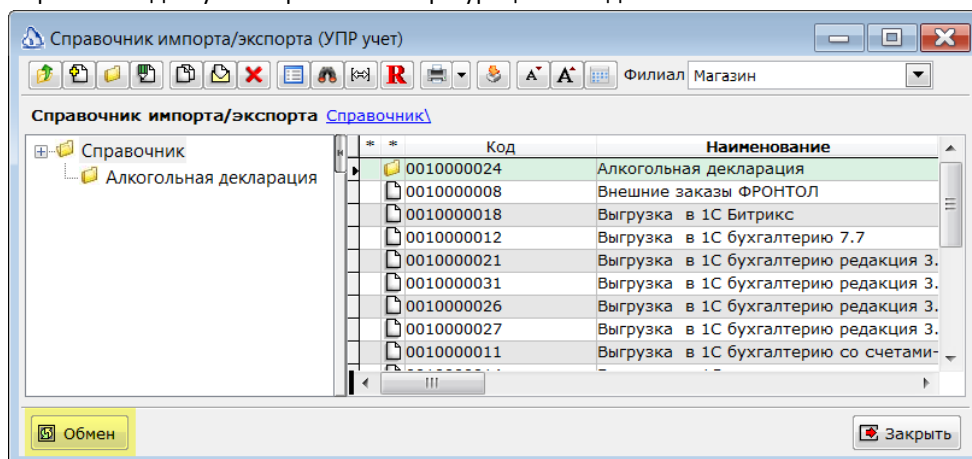 Справочник импорта/экспорта (УПР учет)
Филиал Магазин
Справочник импорта/экспорта Справочник\
Справочник
Алкогольная декларация
* * Код Наименование
0010000024 Алкогольная декларация
0010000008 Внешние заказы ФРОНТОЛ
0010000018 Выгрузка в 1С Битрикс
0010000012 Выгрузка в 1С бухгалтерию 7.7
0010000021 Выгрузка в 1С бухгалтерию редакция 3.
0010000031 Выгрузка в 1С бухгалтерию редакция 3.
0010000026 Выгрузка в 1С бухгалтерию редакция 3.
0010000027 Выгрузка в 1С бухгалтерию редакция 3.
0010000011 Выгрузка в 1С бухгалтерию со счетами-
Обмен Закрыть